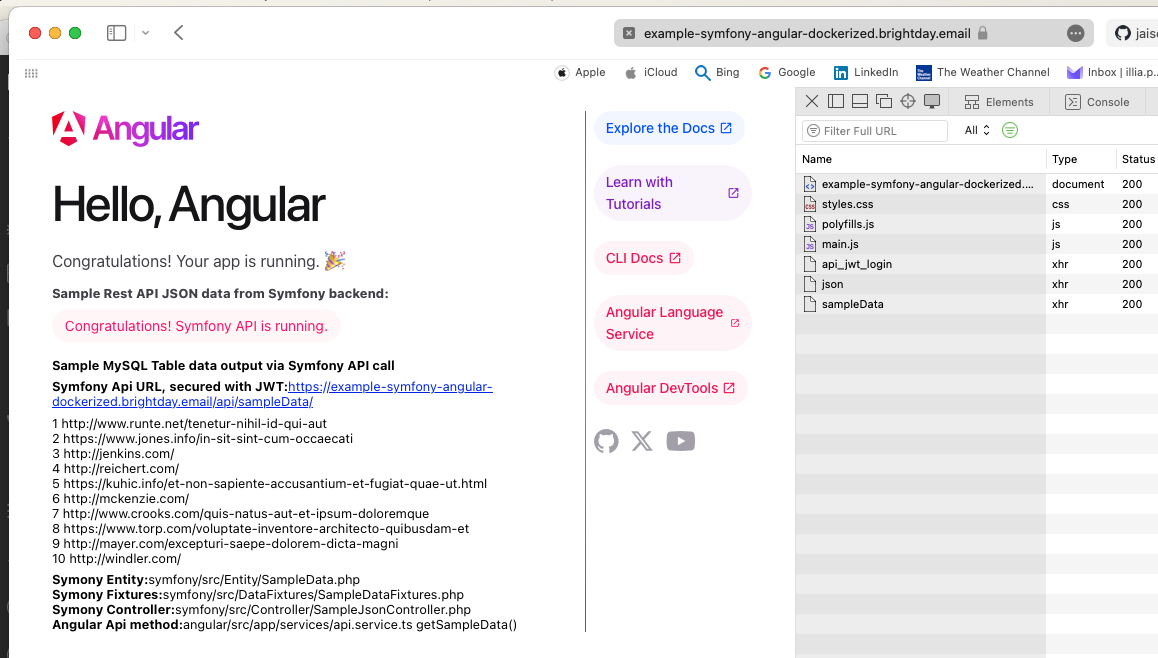 example-symfony-angular-dockerized.brightday.email
jais
Apple
iCloud
Bing
Google
LinkedIn
The Weather Channel
Inbox | illia.p...
Angular
Hello, Angular
Congratulations! Your app is running. 🎉
Sample Rest API JSON data from Symfony backend:
Congratulations! Symfony API is running.
Sample MySQL Table data output via Symfony API call
Symfony Api URL, secured with JWT:https://example-symfony-angular-
dockerized.brightday.email/api/sampleData/
1 http://www.runte.net/tenetur-nihil-id-qui-aut
2 https://www.jones.info/in-sit-sint-cum-occaecati
3 http://jenkins.com/
4 http://reichert.com/
5 https://kuhic.info/et-non-sapiente-accusantium-et-fugiat-quae-ut.html
6 http://mckenzie.com/
7 http://www.crooks.com/quis-natus-aut-et-ipsum-doloremque
8 https://www.torp.com/voluptate-inventore-architecto-quibusdam-et
9 http://mayer.com/excepturi-saepe-dolorem-dicta-magni
10 http://windler.com/
Symony Entity:symfony/src/Entity/SampleData.php
Symony Fixtures:symfony/src/DataFixtures/SampleDataFixtures.php
Symony Controller:symfony/src/Controller/SampleJsonController.php
Angular Api method:angular/src/app/services/api.service.ts getSampleData()
Explore the Docs
Learn with
Tutorials
CLI Docs
Angular Language
Service
Angular DevTools
Elements
Console
Filter Full URL
All
Name Type Status
example-symfony-angular-dockerized.... document 200
styles.css css 200
polyfills.js js 200
main.js js 200
api_jwt_login xhr 200
json xhr 200
sampleData xhr 200